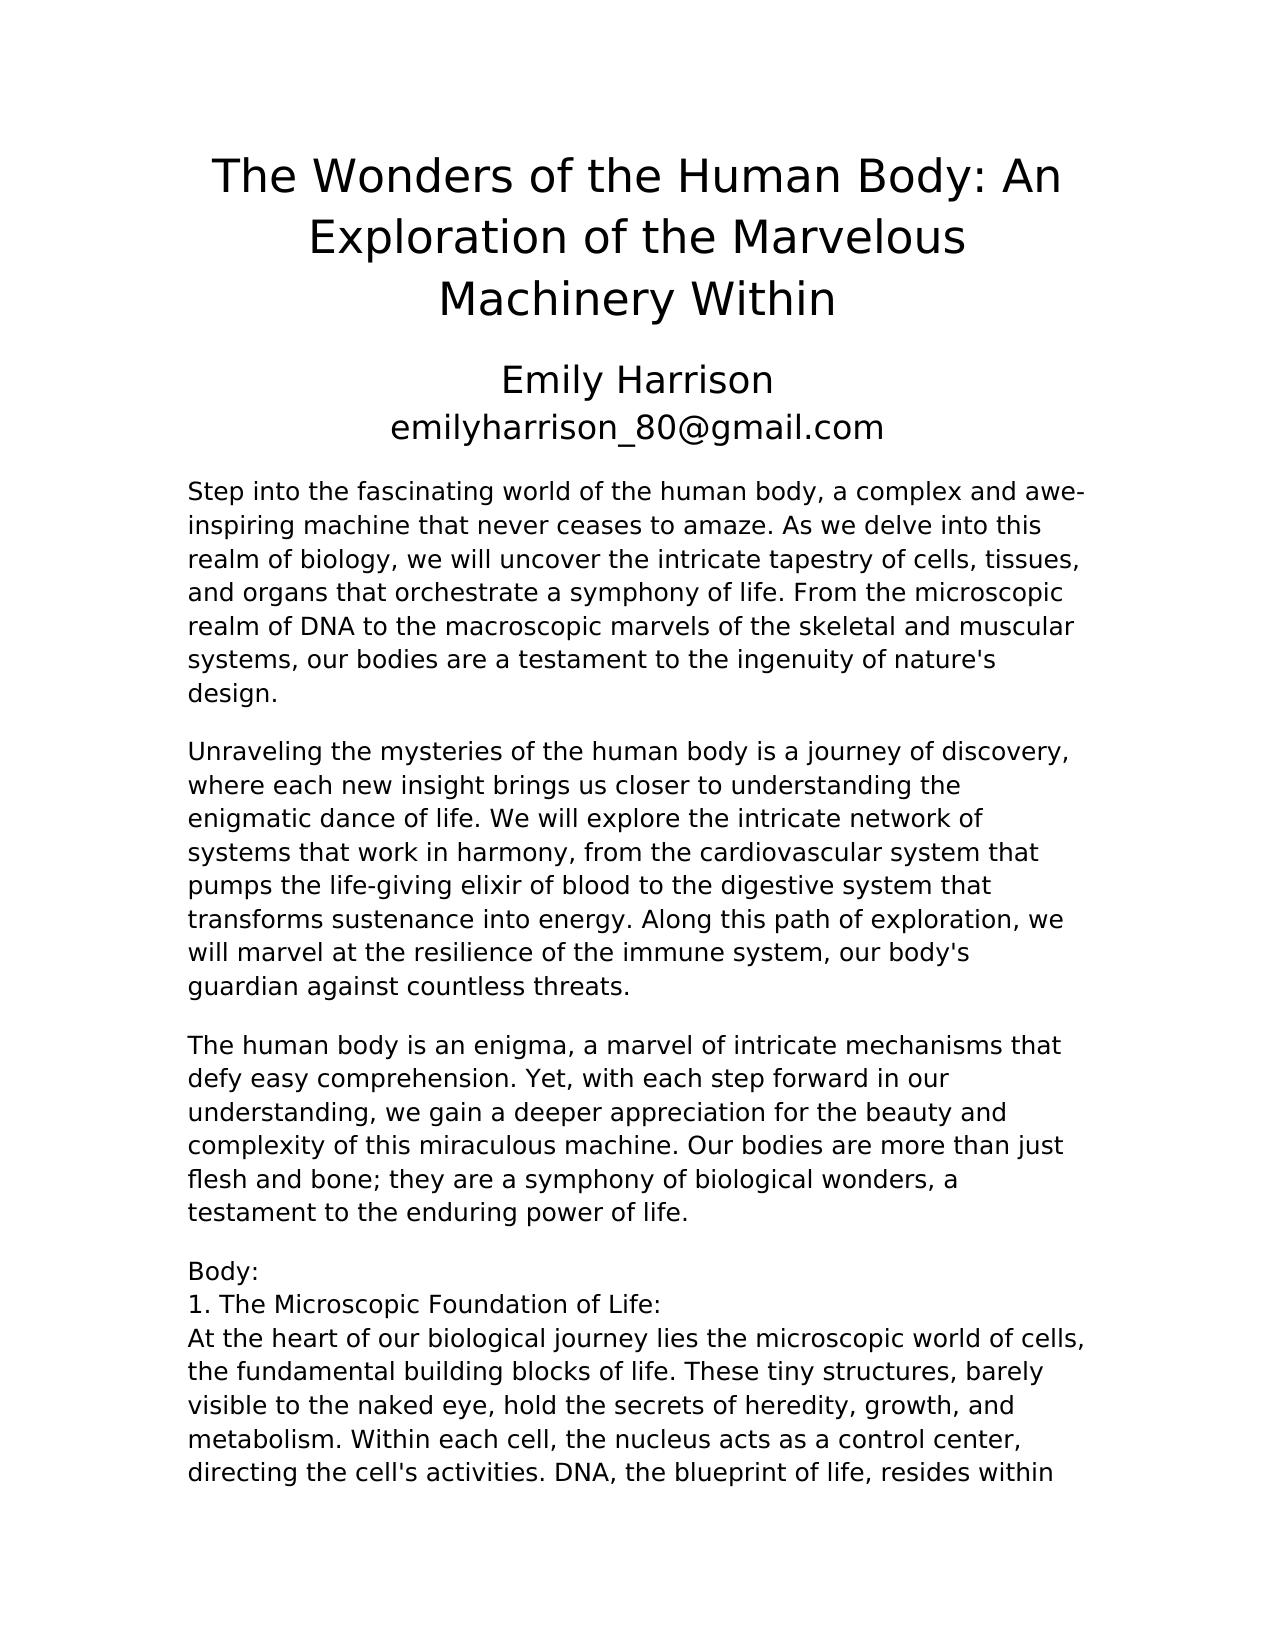 The Wonders of the Human Body: An
Exploration of the Marvelous
Machinery Within
Emily Harrison
emilyharrison_80@gmail.com
Step into the fascinating world of the human body, a complex and awe-
inspiring machine that never ceases to amaze. As we delve into this
realm of biology, we will uncover the intricate tapestry of cells, tissues,
and organs that orchestrate a symphony of life. From the microscopic
realm of DNA to the macroscopic marvels of the skeletal and muscular
systems, our bodies are a testament to the ingenuity of nature's
design.
Unraveling the mysteries of the human body is a journey of discovery,
where each new insight brings us closer to understanding the
enigmatic dance of life. We will explore the intricate network of
systems that work in harmony, from the cardiovascular system that
pumps the life-giving elixir of blood to the digestive system that
transforms sustenance into energy. Along this path of exploration, we
will marvel at the resilience of the immune system, our body's
guardian against countless threats.
The human body is an enigma, a marvel of intricate mechanisms that
defy easy comprehension. Yet, with each step forward in our
understanding, we gain a deeper appreciation for the beauty and
complexity of this miraculous machine. Our bodies are more than just
flesh and bone; they are a symphony of biological wonders, a
testament to the enduring power of life.
Body:
1. The Microscopic Foundation of Life:
At the heart of our biological journey lies the microscopic world of cells,
the fundamental building blocks of life. These tiny structures, barely
visible to the naked eye, hold the secrets of heredity, growth, and
metabolism. Within each cell, the nucleus acts as a control center,
directing the cell's activities. DNA, the blueprint of life, resides within